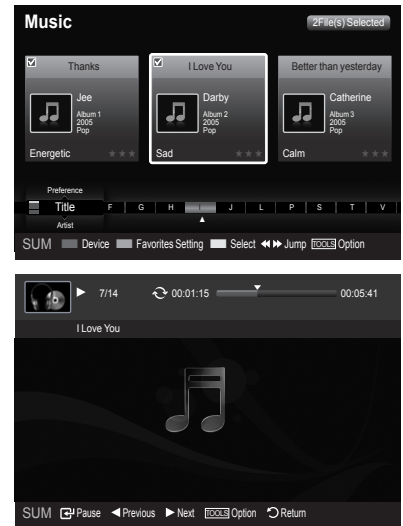 Music
2File(s) Selected
Thanks
Jee
Album 1
2005
Pop
Energetic
I Love You
Darby
Album 2
2005
Pop
Sad
Better than yesterday
Catherine
Album 3
2005
Pop
Calm
Preference
Title F G H I J L P S T V
Artist
SUM Device Favorites Setting Select Jump TOOLS Option
7/14 00:01:15 00:05:41
I Love You
SUM Pause Previous Next TOOLS Option Return